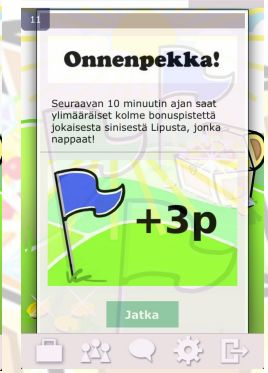 11
Onnenpekka!
Seuraavan 10 minuutin ajan saat
ylimääräiset kolme bonuspistettä
jokaisesta sinisestä Lipusta, jonka
nappaat!
+3p
Jatka